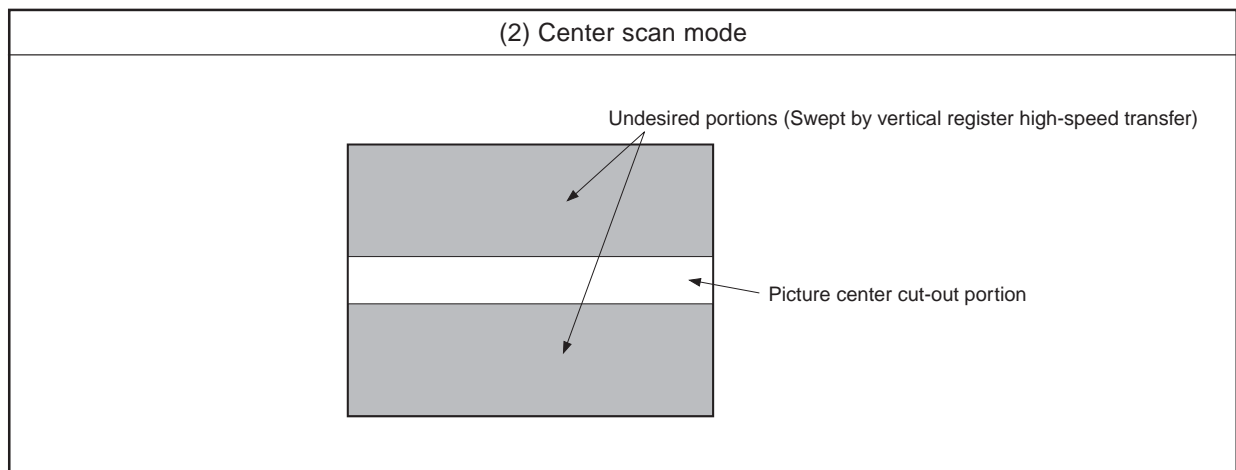 (2) Center scan mode
Undesired portions (Swept by vertical register high-speed transfer)
Picture center cut-out portion